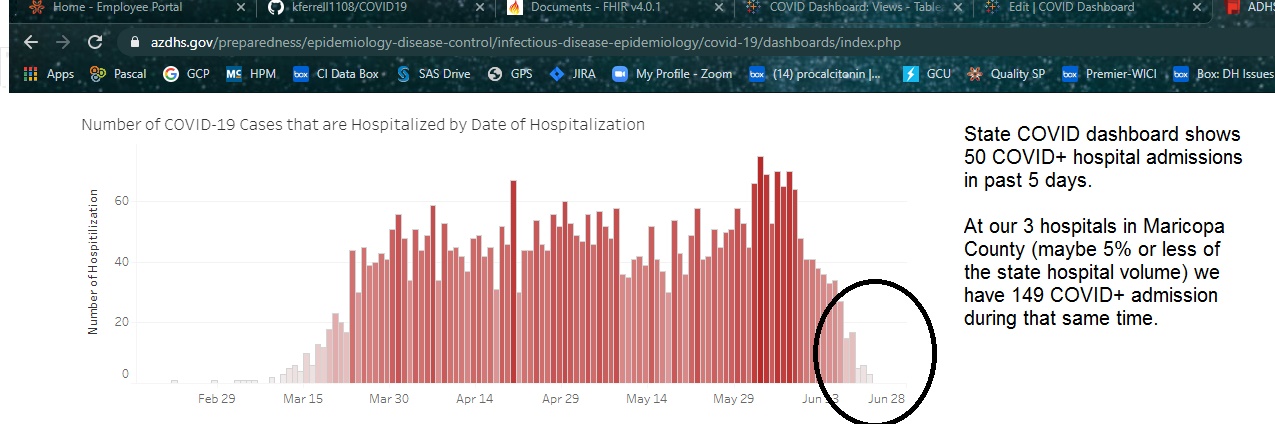 Home - Employee Portal
kferrell1108/COVID19
Documents - FHIR v4.0.1
COVID Dashboard: Views - Table
Edit | COVID Dashboard
ADHS
azdhs.gov/preparedness/epidemiology-disease-control/infectious-disease-epidemiology/covid-19/dashboards/index.php
Apps Pascal GCP MC HPM box CI Data Box SAS Drive GPS JIRA My Profile - Zoom box (14) procalcitonin |... GCU Quality SP box Premier-WICI box Box: DH Issues
Number of COVID-19 Cases that are Hospitalized by Date of Hospitalization
Number of Hospitilization
60
40
20
0
Feb 29 Mar 15 Mar 30 Apr 14 Apr 29 May 14 May 29 Jun 13 Jun 28
State COVID dashboard shows
50 COVID+ hospital admissions
in past 5 days.
At our 3 hospitals in Maricopa
County (maybe 5% or less of
the state hospital volume) we
have 149 COVID+ admission
during that same time.